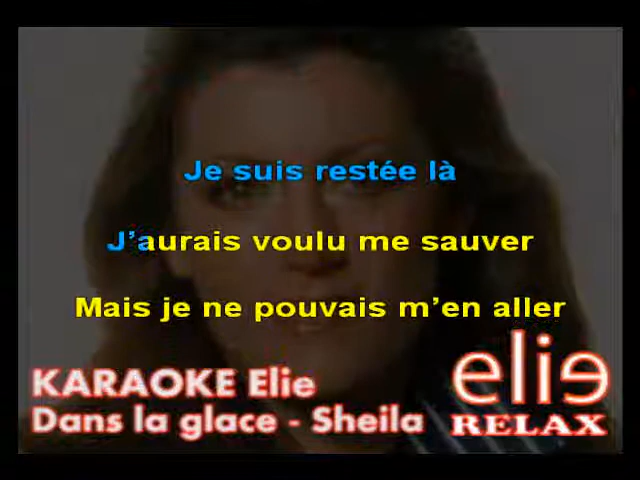 Je suis restée là
J’aurais voulu me sauver
Mais je ne pouvais m’en aller
KARAOKE Elie
Dans la glace - Sheila
elie
RELAX